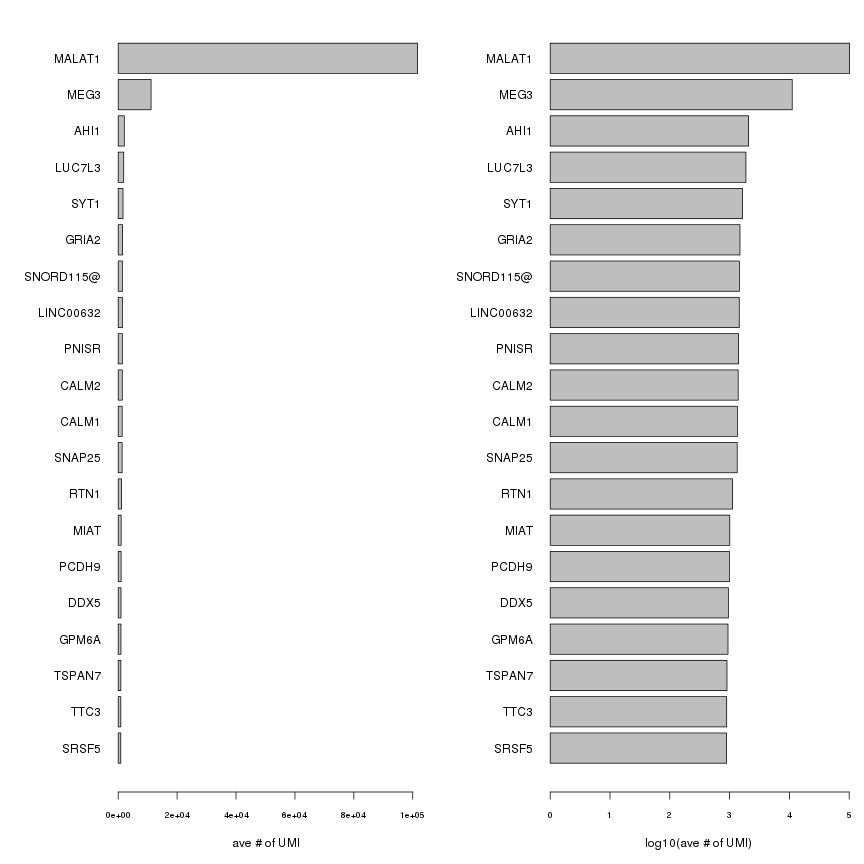 MALAT1
MEG3
AHI1
LUC7L3
SYT1
GRIA2
SNORD115@
LINC00632
PNISR
CALM2
CALM1
SNAP25
RTN1
MIAT
PCDH9
DDX5
GPM6A
TSPAN7
TTC3
SRSF5
0e+00 2e+04 4e+04 6e+04 8e+04 1e+05
ave # of UMI
MALAT1
MEG3
AHI1
LUC7L3
SYT1
GRIA2
SNORD115@
LINC00632
PNISR
CALM2
CALM1
SNAP25
RTN1
MIAT
PCDH9
DDX5
GPM6A
TSPAN7
TTC3
SRSF5
0 1 2 3 4 5
log10(ave # of UMI)